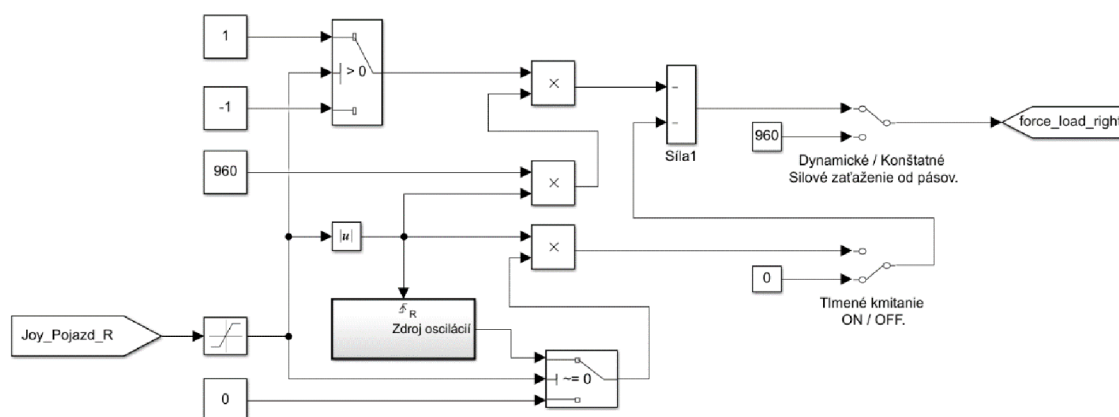 1
> 0
-1
×
960
×
|u|
×
−
−
Síla1
960
force_load_right
Dynamické / Konštatné
Silové zaťaženie od pásov.
0
Tlmené kmitanie
ON / OFF.
R
Zdroj oscilácií
Joy_Pojazd_R
~= 0
0